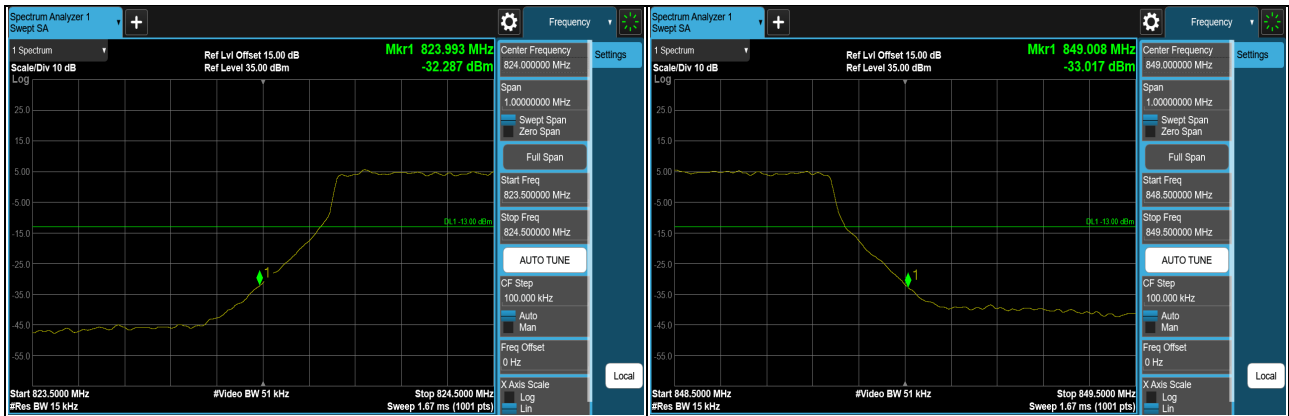 Spectrum Analyzer 1
Swept SA
+
Frequency
1 Spectrum
Scale/Div 10 dB
Log
Ref Lvl Offset 15.00 dB
Ref Level 35.00 dBm
Mkr1 823.993 MHz
-32.287 dBm
25.0
15.0
5.00
-5.00
-15.0
-25.0
-35.0
-45.0
-55.0
DL1 -13.00 dBm
1
Start 823.5000 MHz
#Res BW 15 kHz
#Video BW 51 kHz
Stop 824.5000 MHz
Sweep 1.67 ms (1001 pts)
Center Frequency
824.000000 MHz
Span
1.00000000 MHz
Swept Span
Zero Span
Full Span
Start Freq
823.500000 MHz
Stop Freq
824.500000 MHz
AUTO TUNE
CF Step
100.000 kHz
Auto
Man
Freq Offset
0 Hz
X Axis Scale
Log
Lin
Settings
Local
Spectrum Analyzer 1
Swept SA
+
Frequency
1 Spectrum
Scale/Div 10 dB
Log
Ref Lvl Offset 15.00 dB
Ref Level 35.00 dBm
Mkr1 849.008 MHz
-33.017 dBm
25.0
15.0
5.00
-5.00
-15.0
-25.0
-35.0
-45.0
-55.0
DL1 -13.00 dBm
1
Start 848.5000 MHz
#Res BW 15 kHz
#Video BW 51 kHz
Stop 849.5000 MHz
Sweep 1.67 ms (1001 pts)
Center Frequency
849.000000 MHz
Span
1.00000000 MHz
Swept Span
Zero Span
Full Span
Start Freq
848.500000 MHz
Stop Freq
849.500000 MHz
AUTO TUNE
CF Step
100.000 kHz
Auto
Man
Freq Offset
0 Hz
X Axis Scale
Log
Lin
Settings
Local